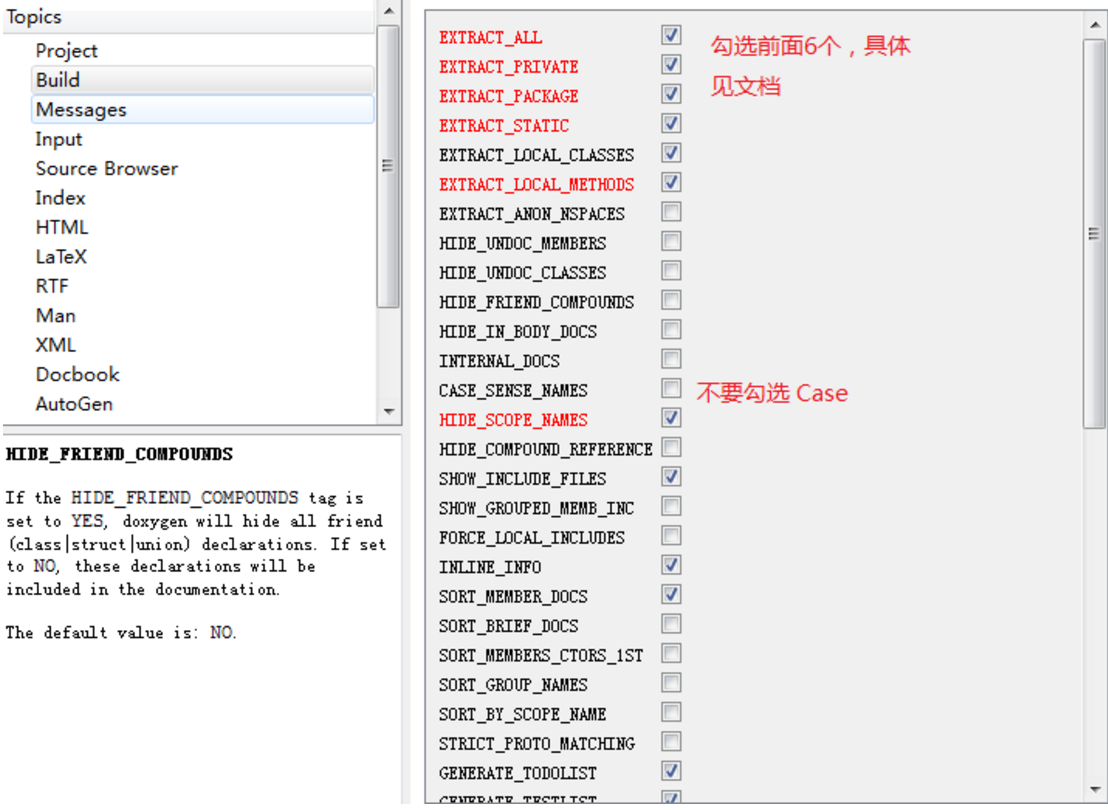 Topics
Project
Build
Messages
Input
Source Browser
Index
HTML
LaTeX
RTF
Man
XML
Docbook
AutoGen
HIDE_FRIEND_COMPOUNDS
If the HIDE_FRIEND_COMPOUNDS tag is
set to YES, doxygen will hide all friend
(class|struct|union) declarations. If set
to NO, these declarations will be
included in the documentation.
The default value is: NO.
EXTRACT_ALL
EXTRACT_PRIVATE
EXTRACT_PACKAGE
EXTRACT_STATIC
EXTRACT_LOCAL_CLASSES
EXTRACT_LOCAL_METHODS
EXTRACT_ANON_NSPACES
HIDE_UNDOC_MEMBERS
HIDE_UNDOC_CLASSES
HIDE_FRIEND_COMPOUNDS
HIDE_IN_BODY_DOCS
INTERNAL_DOCS
CASE_SENSE_NAMES
HIDE_SCOPE_NAMES
HIDE_COMPOUND_REFERENCE
SHOW_INCLUDE_FILES
SHOW_GROUPED_MEMB_INC
FORCE_LOCAL_INCLUDES
INLINE_INFO
SORT_MEMBER_DOCS
SORT_BRIEF_DOCS
SORT_MEMBERS_CTORS_1ST
SORT_GROUP_NAMES
SORT_BY_SCOPE_NAME
STRICT_PROTO_MATCHING
GENERATE_TODOLIST
GENERATE_TESTLIST
勾选前面6个，具体
见文档
不要勾选 Case